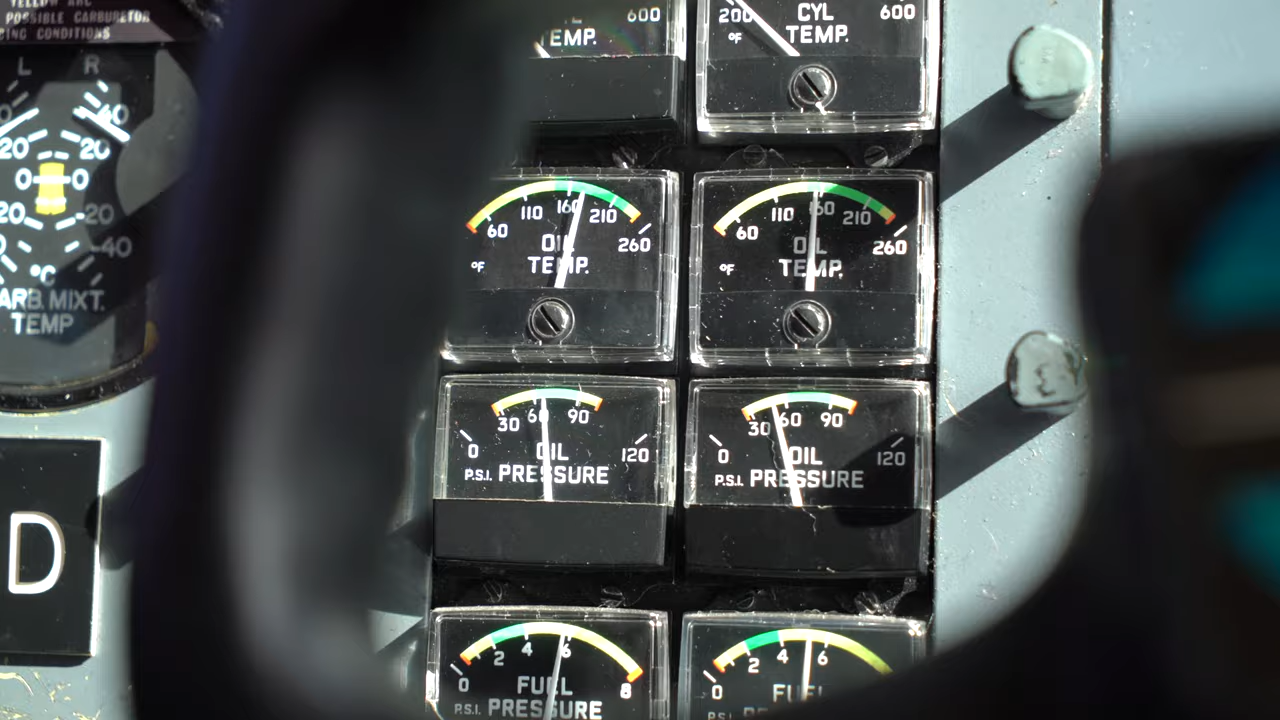 YELLOW ARC
POSSIBLE CARBURETOR
ICING CONDITIONS
L R
40
20 20
0 0
20 -20
-40
°C
CARB. MIXT.
TEMP
D
600
TEMP.
200 CYL 600
°F TEMP.
60 110 160 210 260
OIL
°F TEMP.
60 110 160 210 260
OIL
°F TEMP.
0 30 60 90 120
OIL
P.S.I. PRESSURE
0 30 60 90 120
OIL
P.S.I. PRESSURE
0 2 4 6 8
FUEL
P.S.I. PRESSURE
0 2 4 6
FUEL
P.S.I.